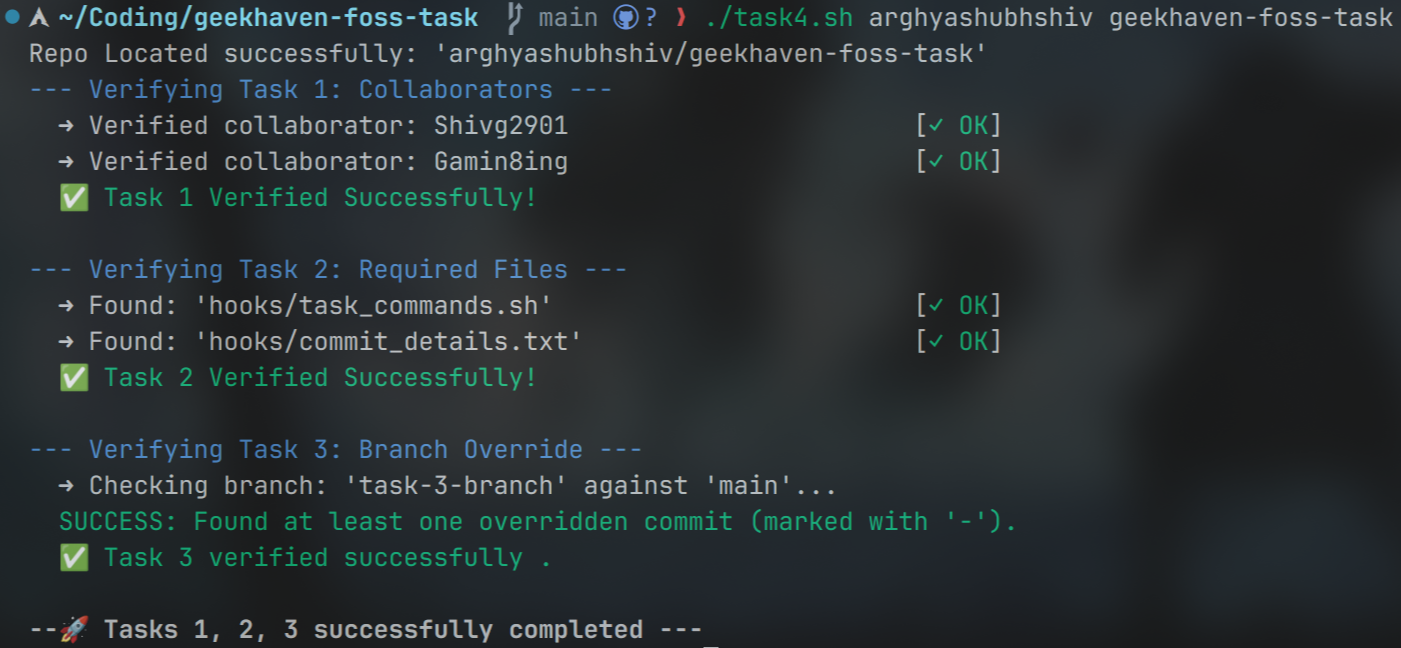 ~/Coding/geekhaven-foss-task main ? ❯ ./task4.sh arghyashubhshiv geekhaven-foss-task
Repo Located successfully: 'arghyashubhshiv/geekhaven-foss-task'
--- Verifying Task 1: Collaborators ---
→ Verified collaborator: Shivg2901 [✓ OK]
→ Verified collaborator: Gamin8ing [✓ OK]
✅ Task 1 Verified Successfully!
--- Verifying Task 2: Required Files ---
→ Found: 'hooks/task_commands.sh' [✓ OK]
→ Found: 'hooks/commit_details.txt' [✓ OK]
✅ Task 2 Verified Successfully!
--- Verifying Task 3: Branch Override ---
→ Checking branch: 'task-3-branch' against 'main'...
SUCCESS: Found at least one overridden commit (marked with '-').
✅ Task 3 verified successfully .
--🚀 Tasks 1, 2, 3 successfully completed ---